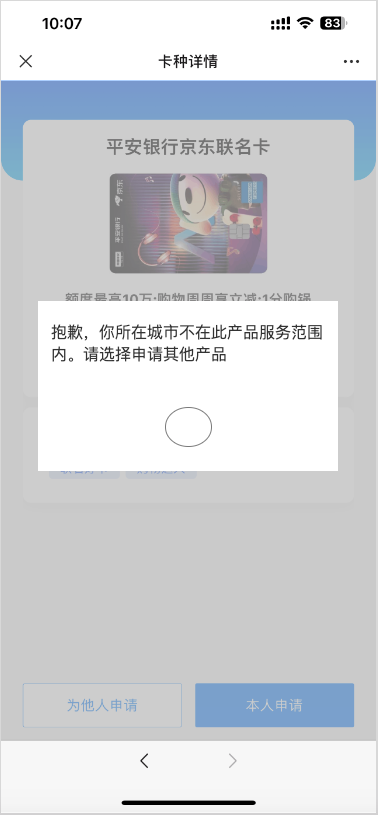 10:07
83
卡种详情
平安银行京东联名卡
额度最高10万;购物周周享立减;1分购锅
抱歉，你所在城市不在此产品服务范围
内。请选择申请其他产品
为他人申请
本人申请